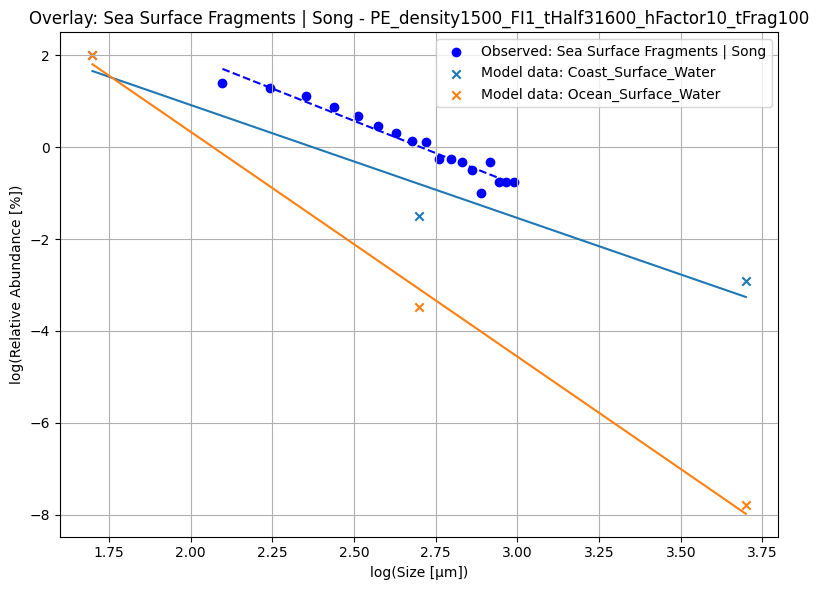 Overlay: Sea Surface Fragments | Song - PE_density1500_FI1_tHalf31600_hFactor10_tFrag100
Observed: Sea Surface Fragments | Song
Model data: Coast_Surface_Water
Model data: Ocean_Surface_Water
log(Relative Abundance [%])
2
0
−2
−4
−6
−8
1.75 2.00 2.25 2.50 2.75 3.00 3.25 3.50 3.75
log(Size [μm])